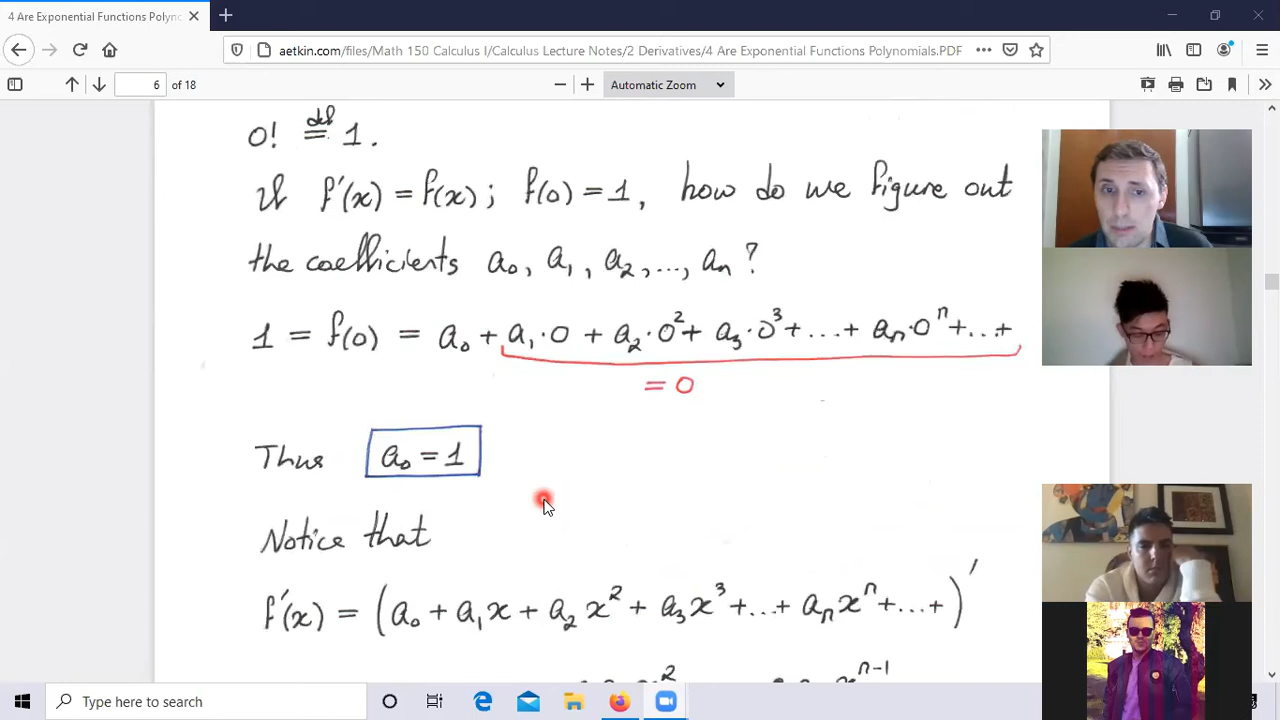 4 Are Exponential Functions Polync
aetkin.com/files/Math 150 Calculus I/Calculus Lecture Notes/2 Derivatives/4 Are Exponential Functions Polynomials.PDF
6 of 18
Automatic Zoom
0! def= 1.
If f'(x) = f(x); f(0) = 1, how do we figure out
the coefficients a₀, a₁, a₂, ..., aₙ?
1 = f(0) = a₀ + a₁·0 + a₂·0² + a₃·0³ + ... + aₙ·0ⁿ + ... +
= 0
Thus a₀ = 1
Notice that
f'(x) = (a₀ + a₁x + a₂x² + a₃x³ + ... + aₙxⁿ + ... + )'
Type here to search